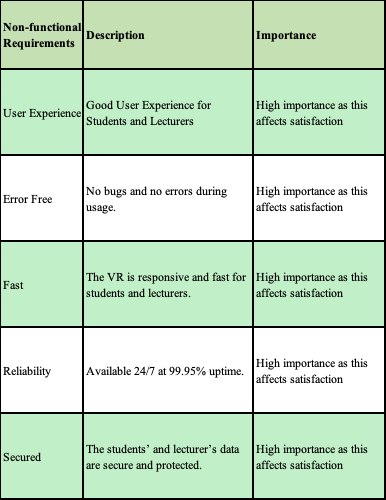 Non-functional
Requirements
Description
Importance
User Experience
Good User Experience for
Students and Lecturers
High importance as this
affects satisfaction
Error Free
No bugs and no errors during
usage.
High importance as this
affects satisfaction
Fast
The VR is responsive and fast for
students and lecturers.
High importance as this
affects satisfaction
Reliability
Available 24/7 at 99.95% uptime.
High importance as this
affects satisfaction
Secured
The students’ and lecturer’s data
are secure and protected.
High importance as this
affects satisfaction